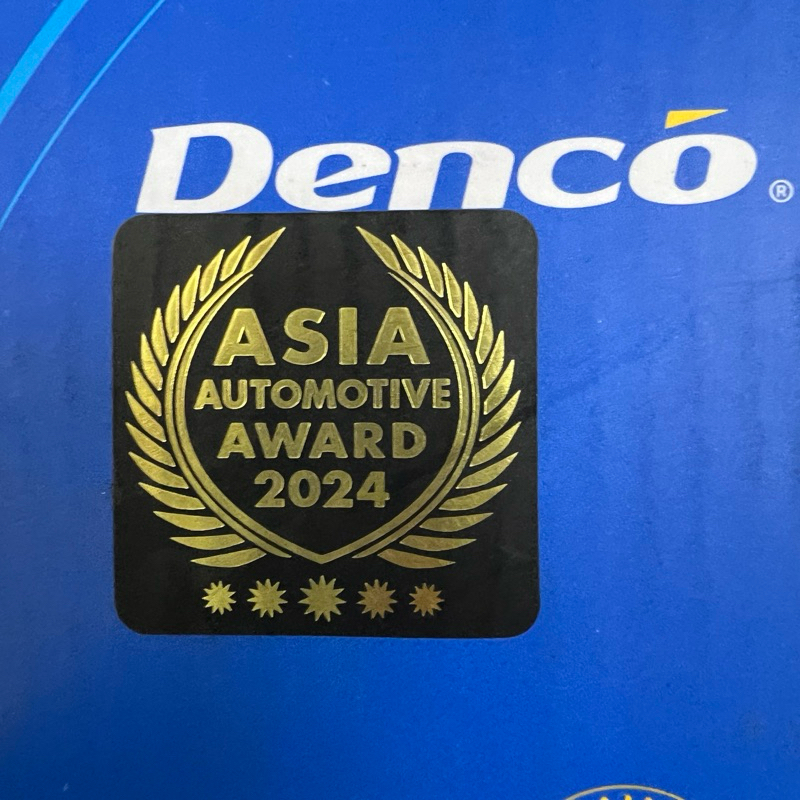 Dencó ®
ASIA
AUTOMOTIVE
AWARD
2024